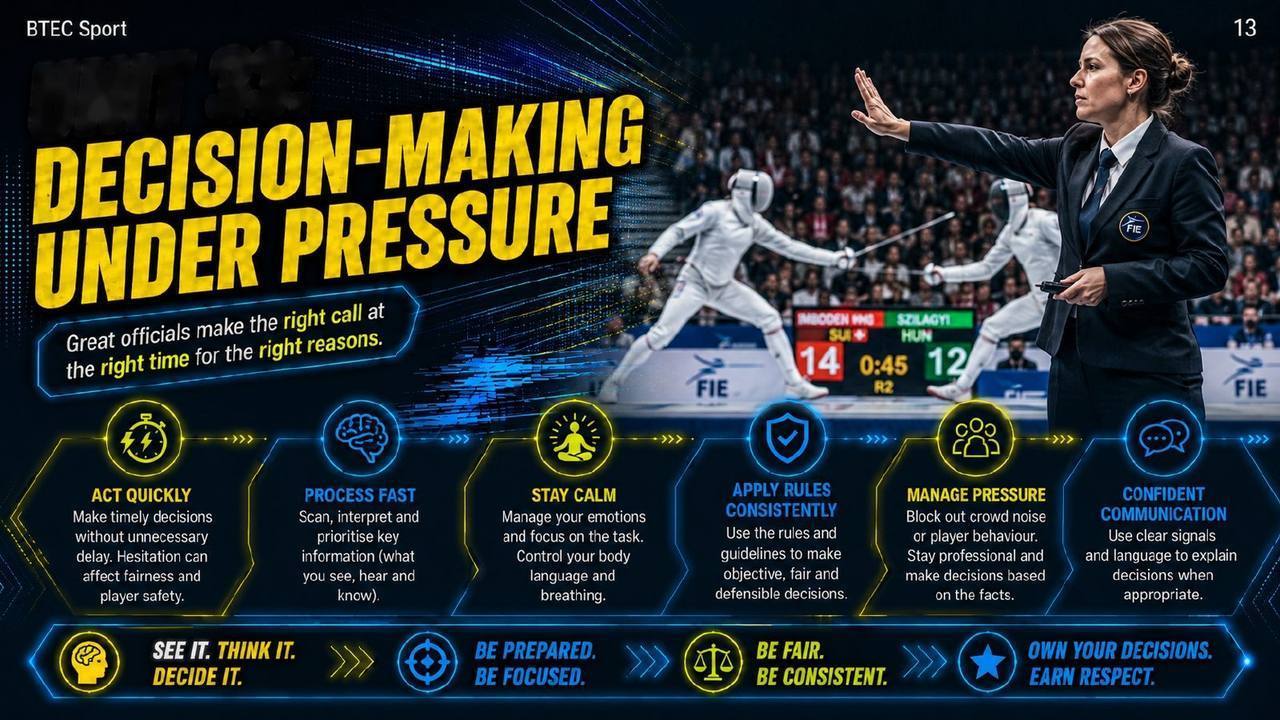 BTEC Sport
13
DECISION-MAKING
UNDER PRESSURE
Great officials make the right call at
the right time for the right reasons.
FIE
IMBODEN
SZILAGYI
SUI
HUN
14
0:45
12
R2
FIE
FIE
ACT QUICKLY
Make timely decisions
without unnecessary
delay. Hesitation can
affect fairness and
player safety.
PROCESS FAST
Scan, interpret and
prioritise key
information (what
you see, hear and
know).
STAY CALM
Manage your emotions
and focus on the task.
Control your body
language and
breathing.
APPLY RULES
CONSISTENTLY
Use the rules and
guidelines to make
objective, fair and
defensible decisions.
MANAGE PRESSURE
Block out crowd noise
or player behaviour.
Stay professional and
make decisions based
on the facts.
CONFIDENT
COMMUNICATION
Use clear signals
and language to explain
decisions when
appropriate.
SEE IT. THINK IT.
DECIDE IT.
BE PREPARED.
BE FOCUSED.
BE FAIR.
BE CONSISTENT.
OWN YOUR DECISIONS.
EARN RESPECT.